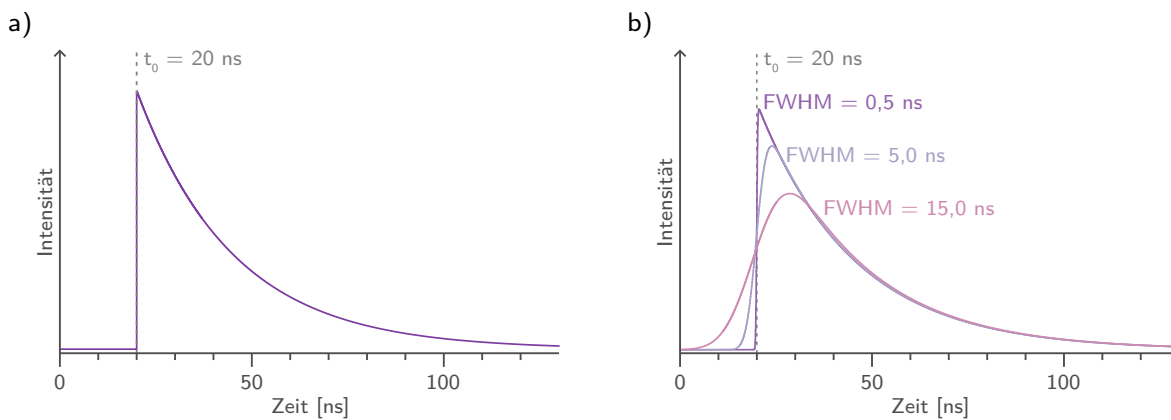 a)
t₀ = 20 ns
Intensität
0
50
100
Zeit [ns]
b)
t₀ = 20 ns
FWHM = 0,5 ns
FWHM = 5,0 ns
FWHM = 15,0 ns
Intensität
0
50
100
Zeit [ns]